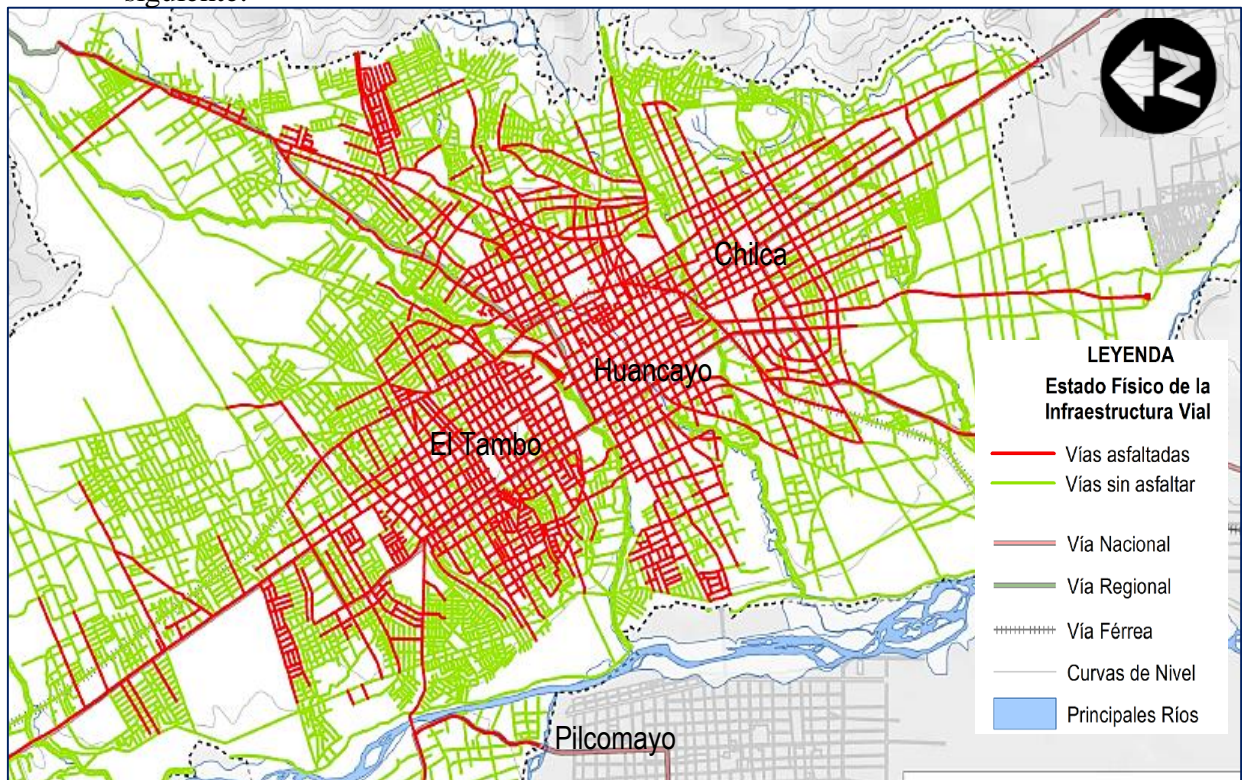 siguiente:
N
Chilca
Huancayo
El Tambo
Pilcomayo
LEYENDA
Estado Físico de la
Infraestructura Vial
Vías asfaltadas
Vías sin asfaltar
Vía Nacional
Vía Regional
Vía Férrea
Curvas de Nivel
Principales Ríos